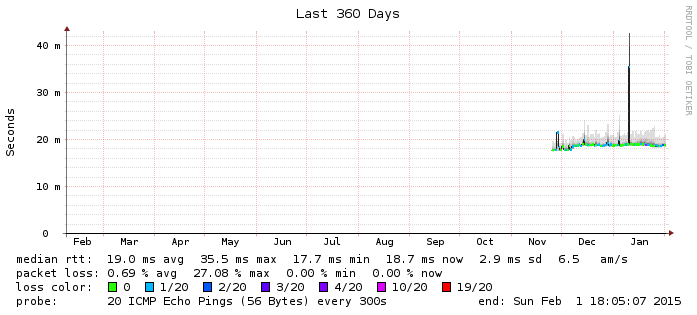 Last 360 Days
RRDTOOL / TOBI OETIKER
Seconds
40 m
30 m
20 m
10 m
0
Feb Mar Apr May Jun Jul Aug Sep Oct Nov Dec Jan
median rtt: 19.0 ms avg 35.5 ms max 17.7 ms min 18.7 ms now 2.9 ms sd 6.5 am/s
packet loss: 0.69 % avg 27.08 % max 0.00 % min 0.00 % now
loss color: 0 1/20 2/20 3/20 4/20 10/20 19/20
probe: 20 ICMP Echo Pings (56 Bytes) every 300s end: Sun Feb 1 18:05:07 2015